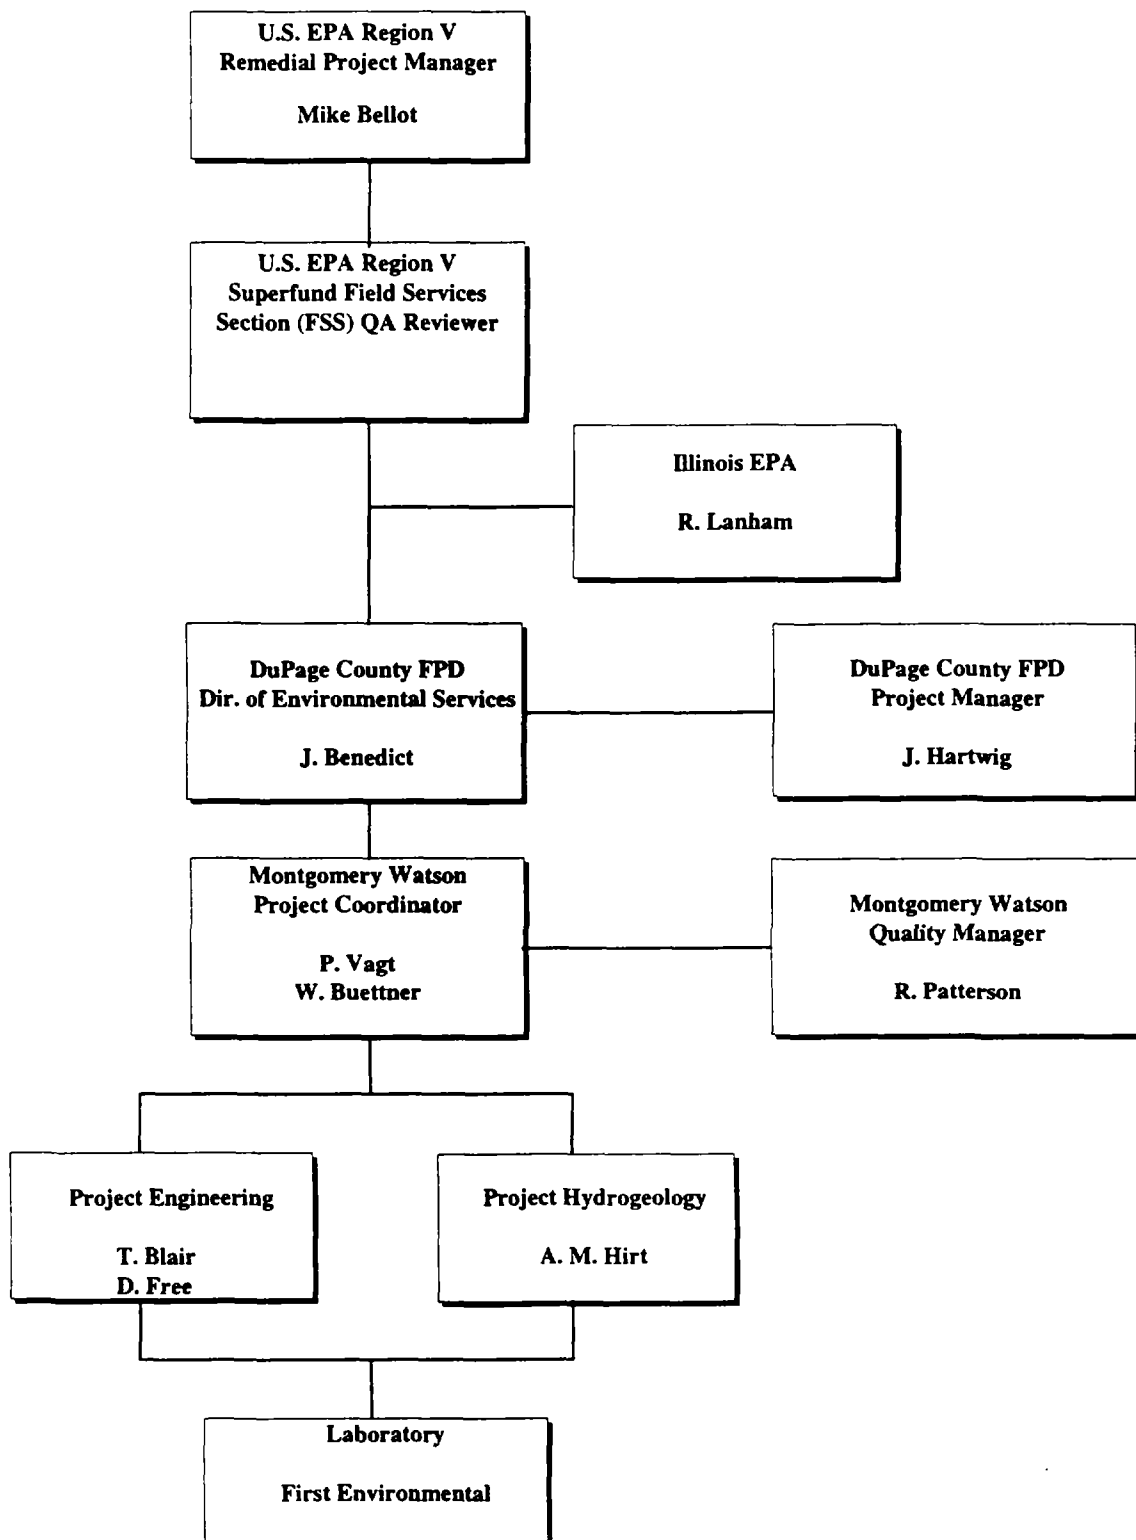 U.S. EPA Region V
Remedial Project Manager
Mike Bellot
U.S. EPA Region V
Superfund Field Services
Section (FSS) QA Reviewer
Illinois EPA
R. Lanham
DuPage County FPD
Dir. of Environmental Services
J. Benedict
DuPage County FPD
Project Manager
J. Hartwig
Montgomery Watson
Project Coordinator
P. Vagt
W. Buettner
Montgomery Watson
Quality Manager
R. Patterson
Project Engineering
T. Blair
D. Free
Project Hydrogeology
A. M. Hirt
Laboratory
First Environmental